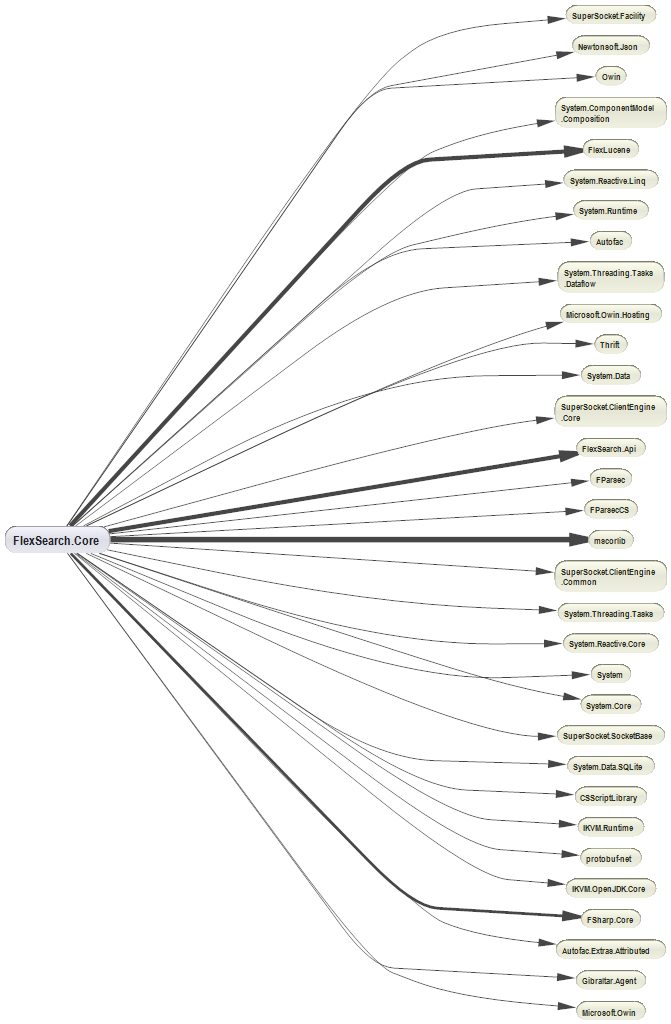 SuperSocket.Facility
Newtonsoft.Json
Owin
System.ComponentModel
.Composition
FlexLucene
System.Reactive.Linq
System.Runtime
Autofac
System.Threading.Tasks
.Dataflow
Microsoft.Owin.Hosting
Thrift
System.Data
SuperSocket.ClientEngine
.Core
FlexSearch.Api
FParsec
FParsecCS
FlexSearch.Core
mscorlib
SuperSocket.ClientEngine
.Common
System.Threading.Tasks
System.Reactive.Core
System
System.Core
SuperSocket.SocketBase
System.Data.SQLite
CSScriptLibrary
IKVM.Runtime
protobuf-net
IKVM.OpenJDK.Core
FSharp.Core
Autofac.Extras.Attributed
Gibraltar.Agent
Microsoft.Owin